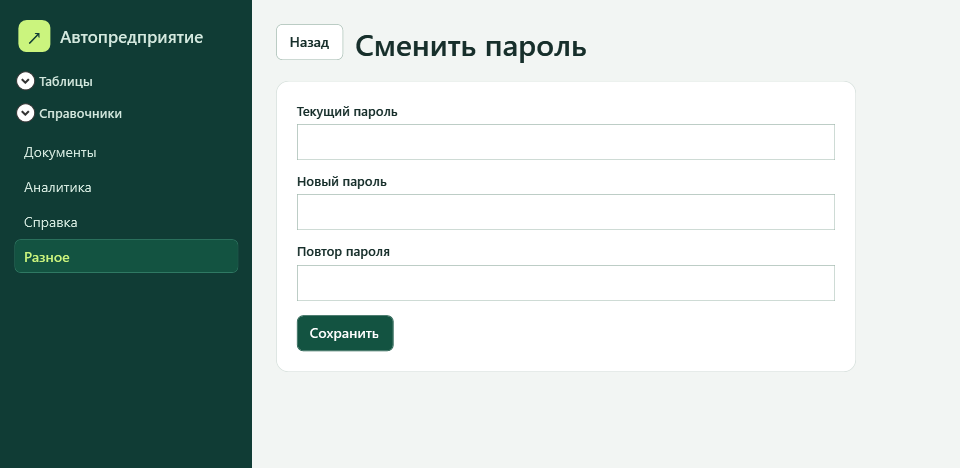 Автопредприятие
Таблицы
Справочники
Документы
Аналитика
Справка
Разное
Назад
Сменить пароль
Текущий пароль
Новый пароль
Повтор пароля
Сохранить